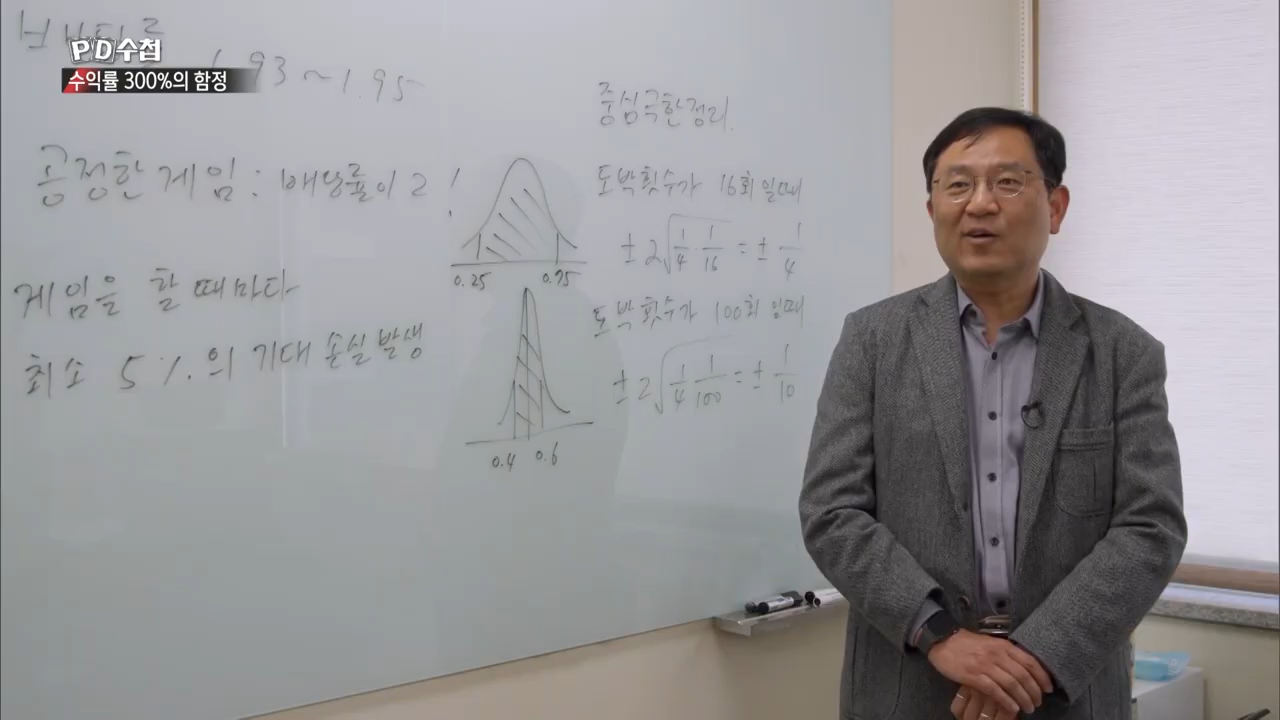 PD수첩
수익률 300%의 함정
93~1.95
공정한 게임 : 배당률이 2!
게임을 할 때마다
최소 5%의 기대 손실 발생
0.25 0.75
0.4 0.6
중심극한정리.
도박횟수가 16회일때
±2√1/4·1/16 = ±1/4
도박횟수가 100회일때
±2√1/4 1/100 = ±1/10